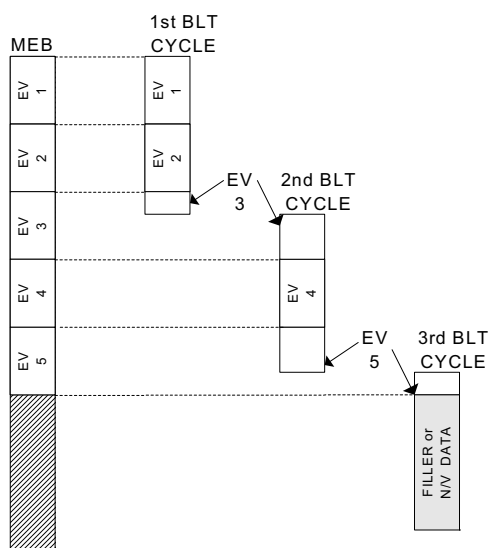 MEB
1st BLT
CYCLE
EV
1
EV
2
EV
3
EV
4
EV
5
EV
1
EV
2
EV
3
2nd BLT
CYCLE
EV
4
EV
5
3rd BLT
CYCLE
FILLER or
N/V DATA